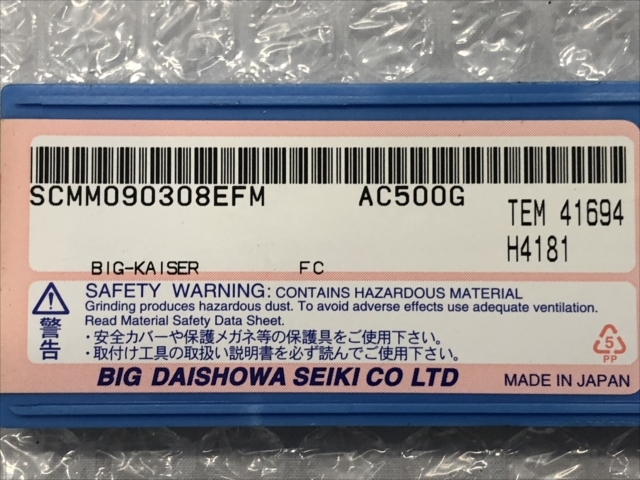 SCMM090308EFM AC500G
TEM 41694
H4181
BIG-KAISER FC
SAFETY WARNING: CONTAINS HAZARDOUS MATERIAL
Grinding produces hazardous dust. To avoid adverse effects use adequate ventilation.
Read Material Safety Data Sheet.
警告
・安全カバーや保護メガネ等の保護具をご使用下さい。
・取付け工具の取扱い説明書を必ず読んでご使用下さい。
5
PP
BIG DAISHOWA SEIKI CO LTD
MADE IN JAPAN